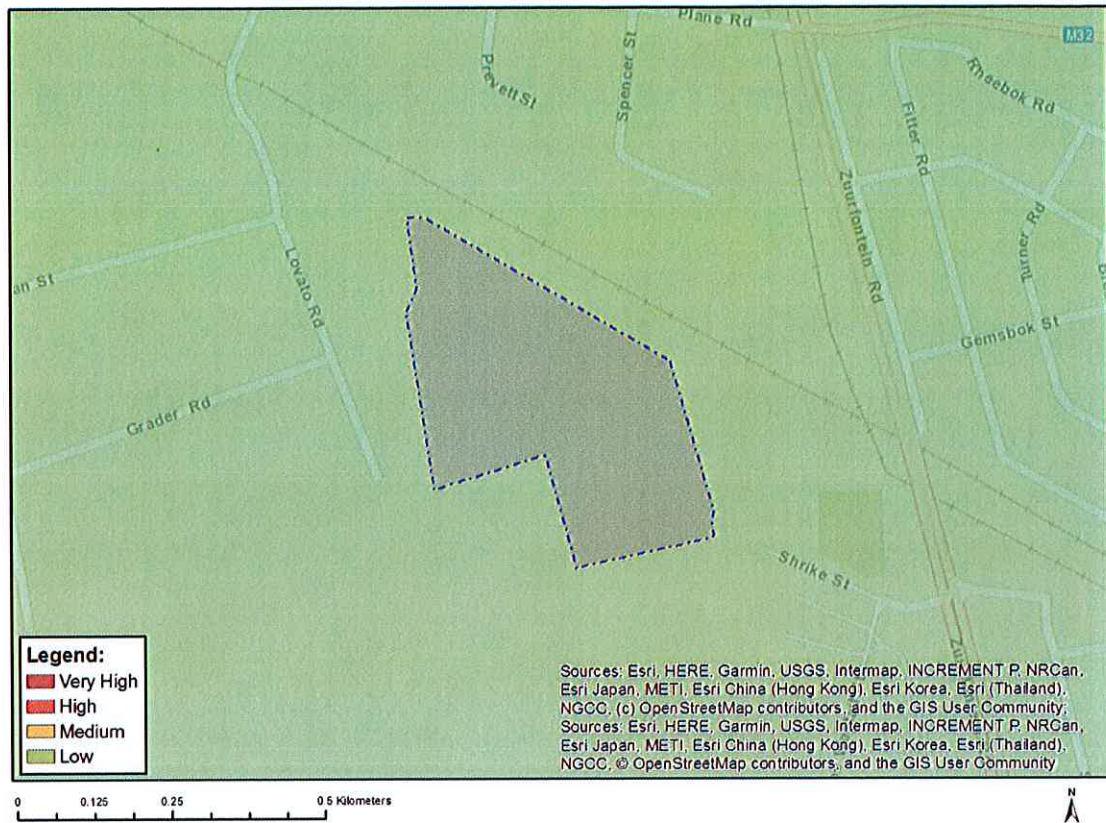 Plane Rd
M32
Prevett St
Spencer St
Rheebok Rd
Fitter Rd
Zuurfontein Rd
Turner Rd
an St
Lovato Rd
Gemsbok St
Grader Rd
Shrike St
Legend:
Very High
High
Medium
Low
Sources: Esri, HERE, Garmin, USGS, Intermap, INCREMENT P, NRCan,
Esri Japan, METI, Esri China (Hong Kong), Esri Korea, Esri (Thailand),
NGCC, (c) OpenStreetMap contributors, and the GIS User Community;
Sources: Esri, HERE, Garmin, USGS, Intermap, INCREMENT P, NRCan,
Esri Japan, METI, Esri China (Hong Kong), Esri Korea, Esri (Thailand),
NGCC, © OpenStreetMap contributors, and the GIS User Community
0 0.125 0.25 0.5 Kilometers
N